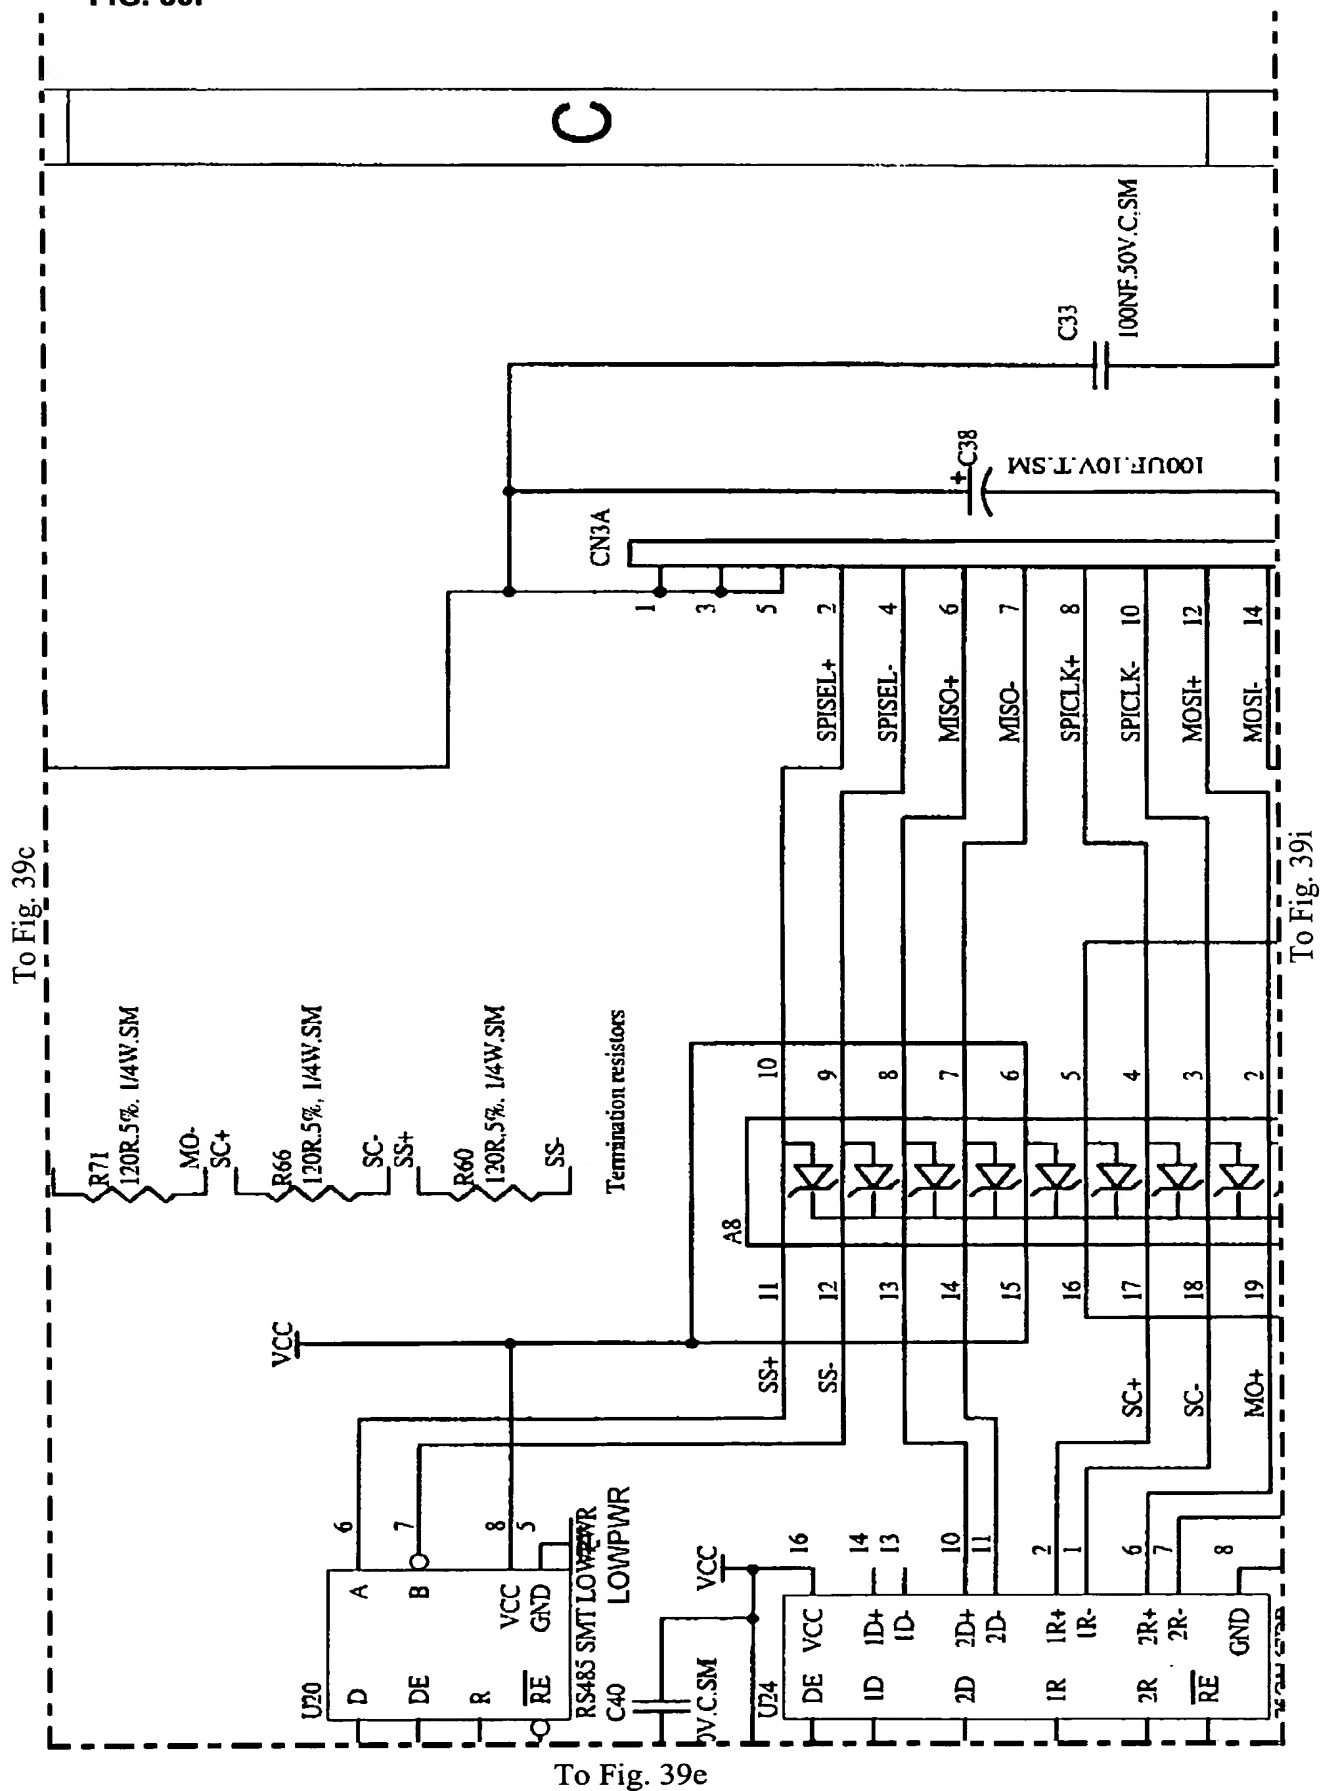 C
To Fig. 39c
R71
120R.5%. 1/4W.SM
MO-
SC+
R66
120R.5%, 1/4W.SM
SC-
SS+
R60
120R,5%. 1/4W.SM
SS-
Termination resistors
C33
100NF.50V.C.SM
C38
+
100UF.10V.T.SM
CN3A
1
3
5
2
4
6
7
8
10
12
14
SPISEL+
SPISEL-
MISO+
MISO-
SPICLK+
SPICLK-
MOSI+
MOSI-
10
9
8
7
6
5
4
3
2
A8
11
12
13
14
15
16
17
18
19
VCC
SS+
SS-
SC+
SC-
MO+
6
7
8
5
U20
A
B
VCC
GND
D
DE
R
RE
RS485 SMT LOWPWR
LOWPWR
C40
0V.C.SM
VCC
16
14
13
10
11
2
1
6
7
8
U24
VCC
1D+
1D-
2D+
2D-
1R+
1R-
2R+
2R-
GND
DE
1D
2D
1R
2R
RE
To Fig. 39i
To Fig. 39e